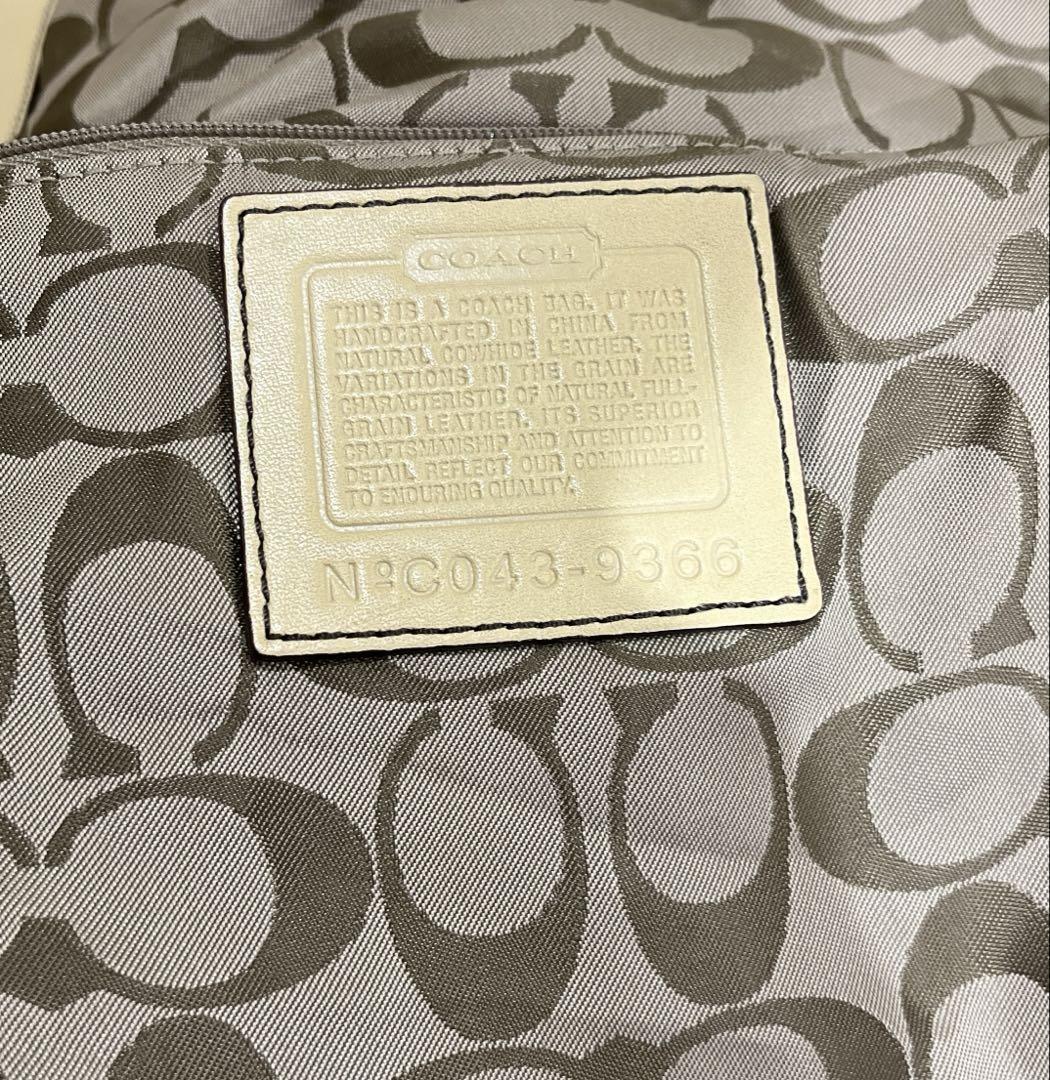 COACH
THIS IS A COACH BAG. IT WAS
HANDCRAFTED IN CHINA FROM
NATURAL COWHIDE LEATHER. THE
VARIATIONS IN THE GRAIN ARE
CHARACTERISTIC OF NATURAL FULL-
GRAIN LEATHER. ITS SUPERIOR
CRAFTSMANSHIP AND ATTENTION TO
DETAIL REFLECT OUR COMMITMENT
TO ENDURING QUALITY.
Nº C043-9366